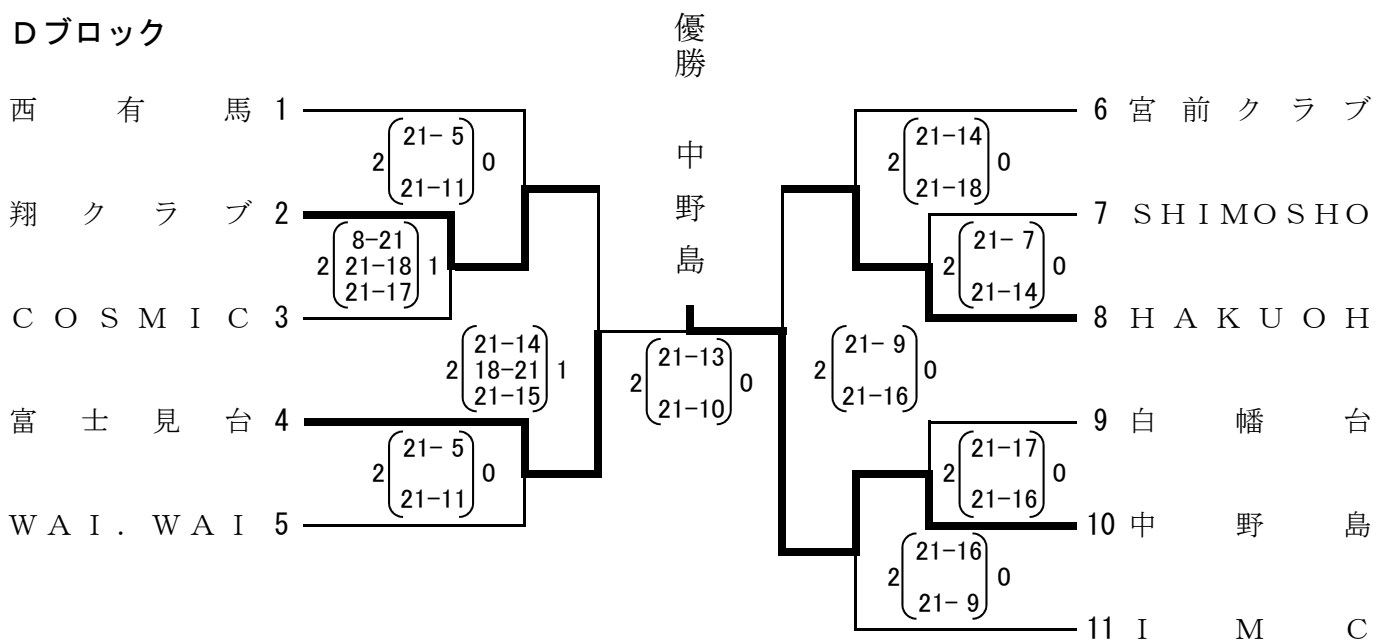 Dブロック
優勝 中野島
西有馬 1
2 21- 5 0
21-11
翔クラブ 2
8-21
2 21-18 1
21-17
COSMIC 3
21-14
2 18-21 1
21-15
富士見台 4
2 21- 5 0
21-11
WAI.WAI 5
21-13
2 0
21-10
6 宮前クラブ
21-14
2 0
21-18
7 SHIMOSHO
21- 7
2 0
21-14
8 HAKUOH
21- 9
2 0
21-16
9 白幡台
21-17
2 0
21-16
10 中野島
21-16
2 0
21- 9
11 IMC